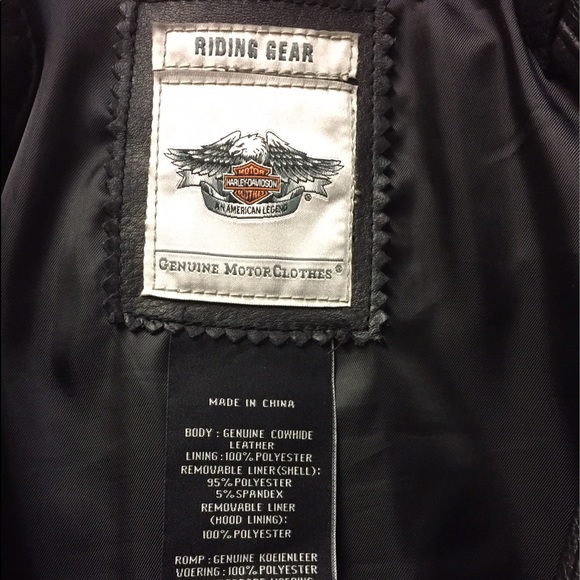 RIDING GEAR
MOTOR
HARLEY-DAVIDSON
CLOTHES
AN AMERICAN LEGEND
®
GENUINE MOTORCLOTHES®
MADE IN CHINA
BODY : GENUINE COWHIDE
LEATHER
LINING : 100% POLYESTER
REMOVABLE LINER(SHELL):
95% POLYESTER
5% SPANDEX
REMOVABLE LINER
(HOOD LINING):
100% POLYESTER
ROMP : GENUINE KOEIENLEER
VOERING : 100% POLYESTER